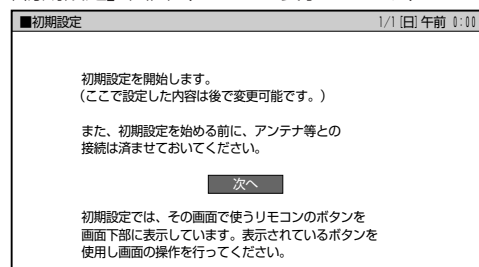 ■初期設定 1/1 [日] 午前 0:00
初期設定を開始します。
（ここで設定した内容は後で変更可能です。）
また、初期設定を始める前に、アンテナ等との
接続は済ませておいてください。
次へ
初期設定では、その画面で使うリモコンのボタンを
画面下部に表示しています。表示されているボタンを
使用し画面の操作を行ってください。